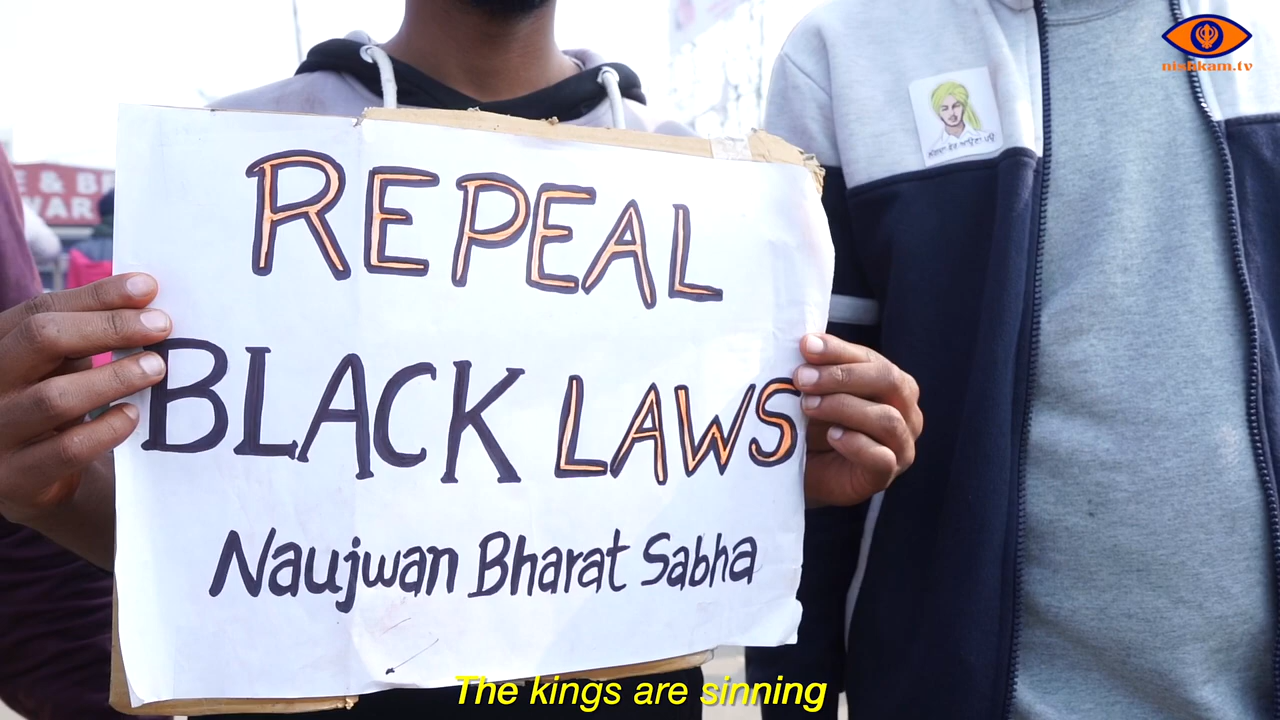 nishkam.tv
REPEAL
BLACK LAWS
Naujwan Bharat Sabha
The kings are sinning